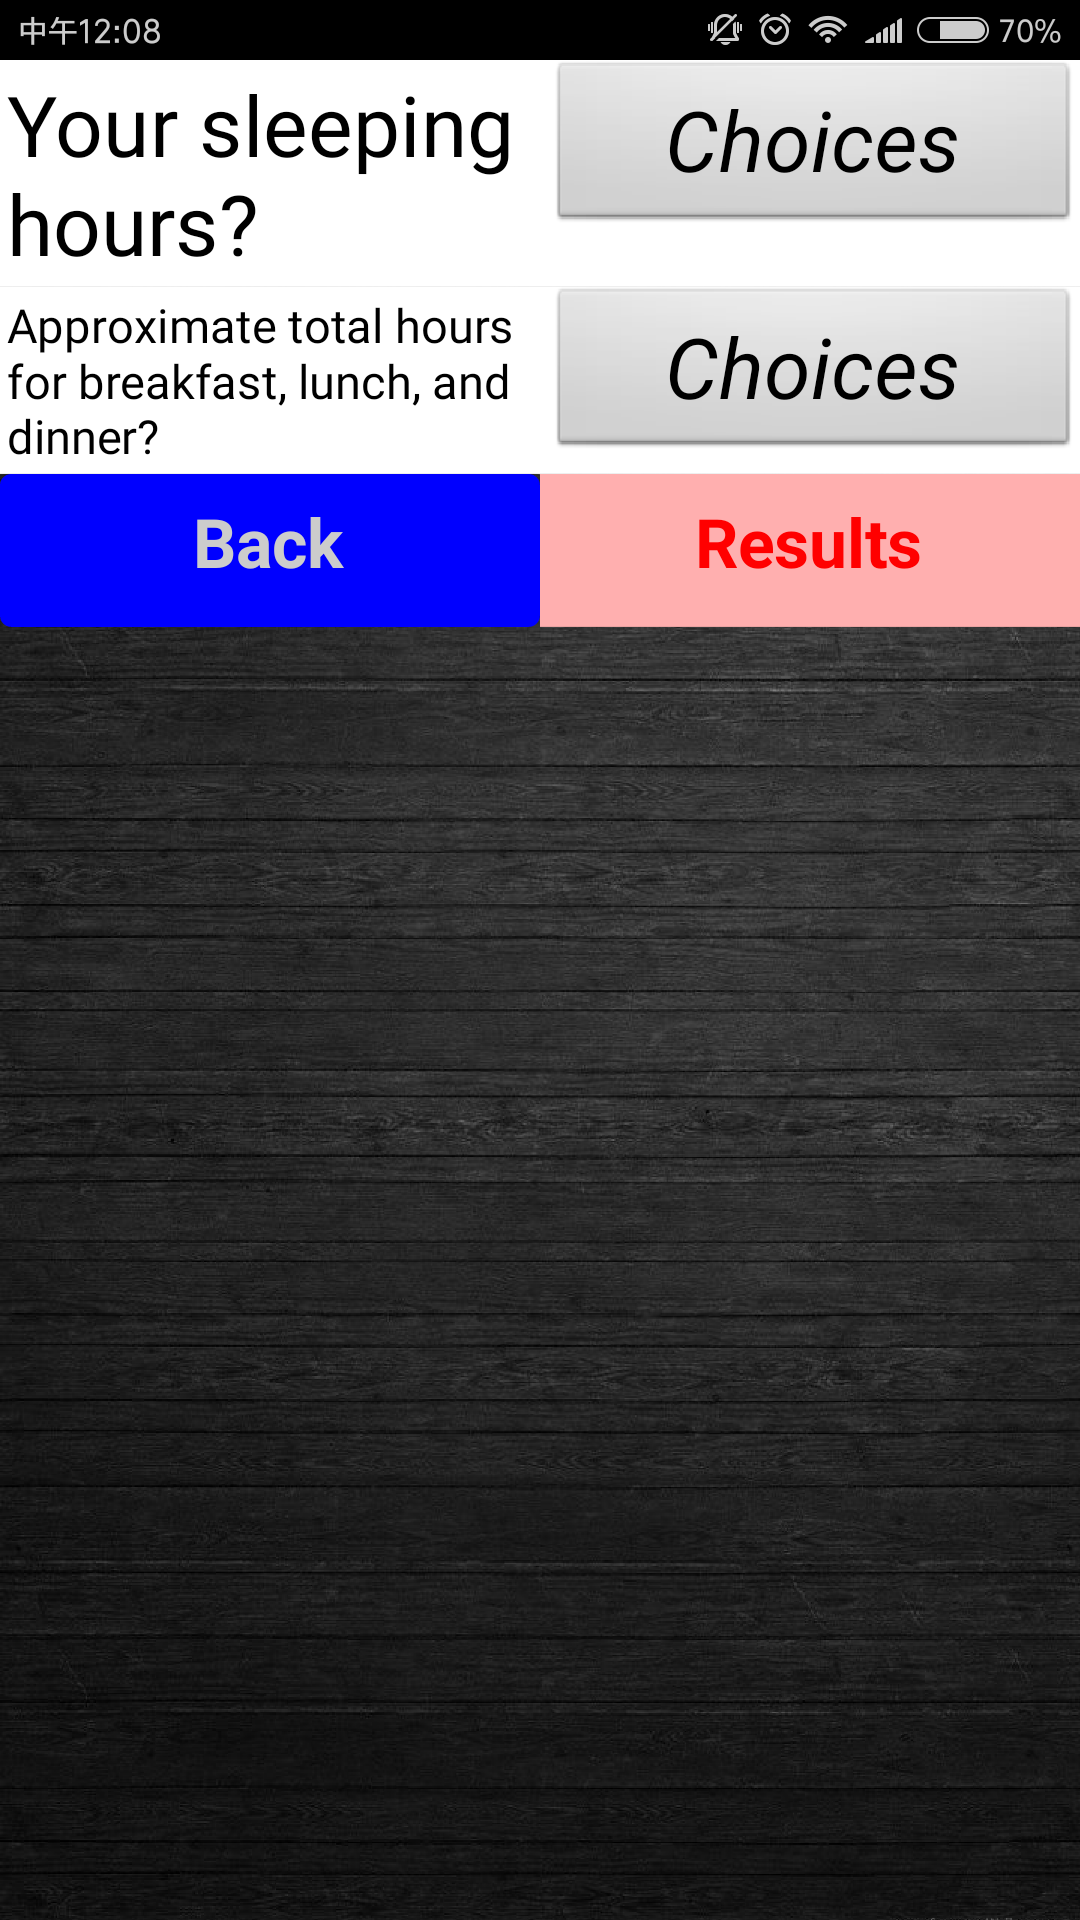 中午12:08 70%
Your sleeping
hours?
Choices
Approximate total hours
for breakfast, lunch, and
dinner?
Choices
Back
Results